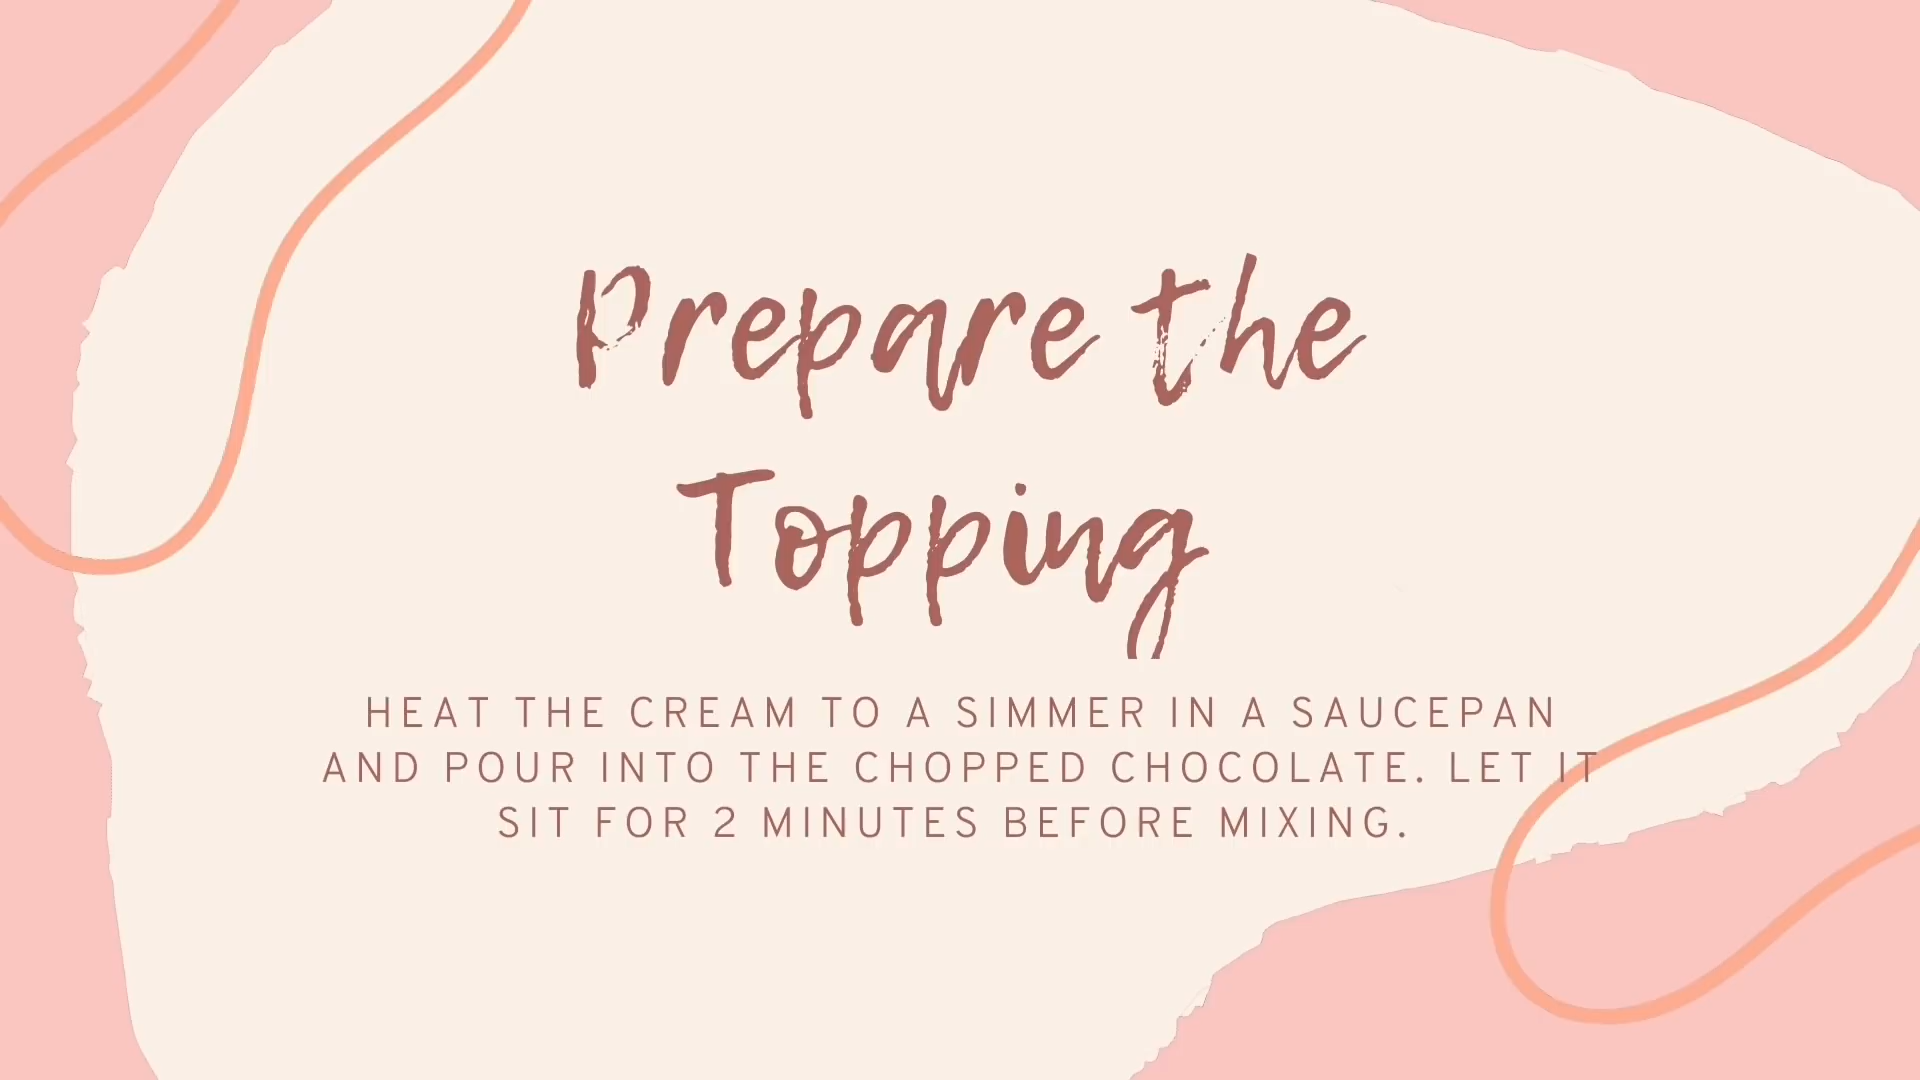 Prepare the
Topping
HEAT THE CREAM TO A SIMMER IN A SAUCEPAN
AND POUR INTO THE CHOPPED CHOCOLATE. LET IT
SIT FOR 2 MINUTES BEFORE MIXING.